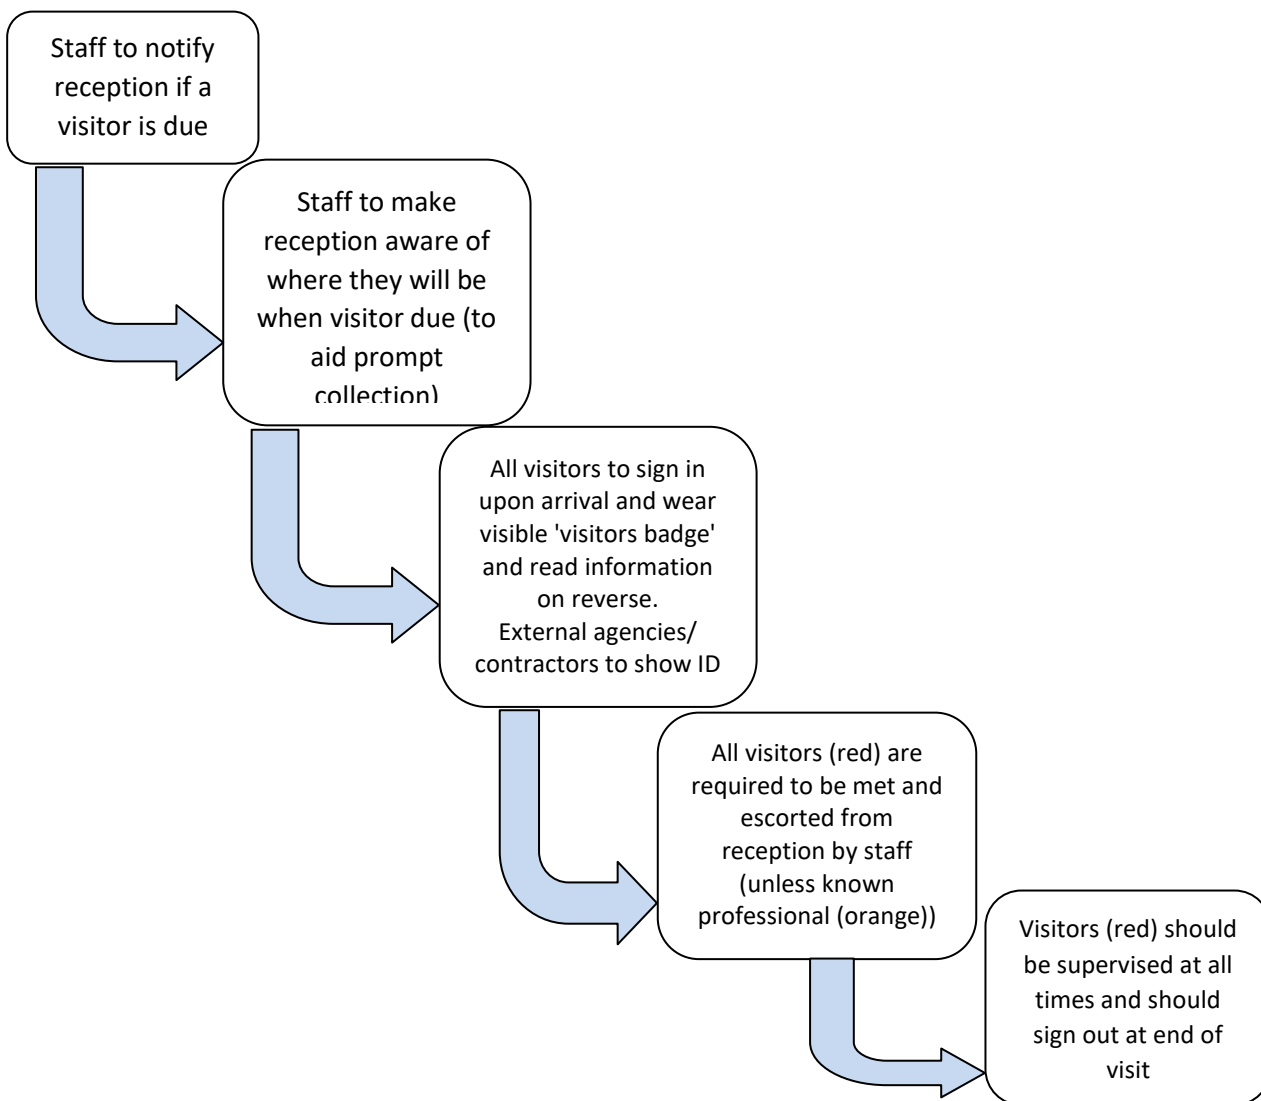 Staff to notify
reception if a
visitor is due
Staff to make
reception aware of
where they will be
when visitor due (to
aid prompt
collection)
All visitors to sign in
upon arrival and wear
visible 'visitors badge'
and read information
on reverse.
External agencies/
contractors to show ID
All visitors (red) are
required to be met and
escorted from
reception by staff
(unless known
professional (orange))
Visitors (red) should
be supervised at all
times and should
sign out at end of
visit